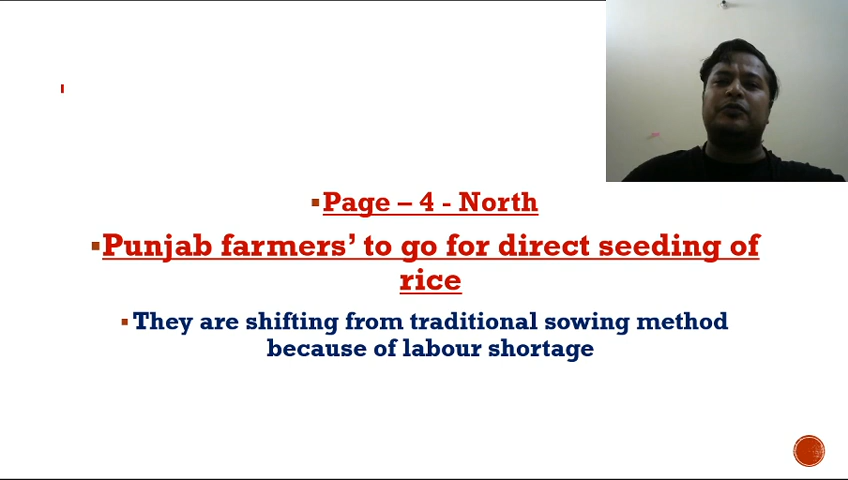 Page – 4 - North
Punjab farmers’ to go for direct seeding of
rice
They are shifting from traditional sowing method
because of labour shortage